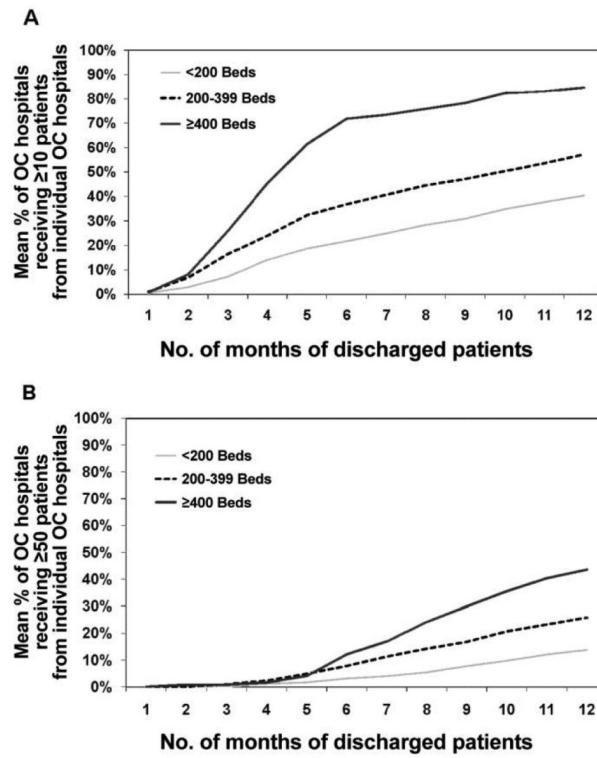 A
Mean % of OC hospitals
receiving ≥10 patients
from individual OC hospitals
100%
90%
80%
70%
60%
50%
40%
30%
20%
10%
0%
<200 Beds
200-399 Beds
≥400 Beds
1 2 3 4 5 6 7 8 9 10 11 12
No. of months of discharged patients
B
Mean % of OC hospitals
receiving ≥50 patients
from individual OC hospitals
100%
90%
80%
70%
60%
50%
40%
30%
20%
10%
0%
<200 Beds
200-399 Beds
≥400 Beds
1 2 3 4 5 6 7 8 9 10 11 12
No. of months of discharged patients